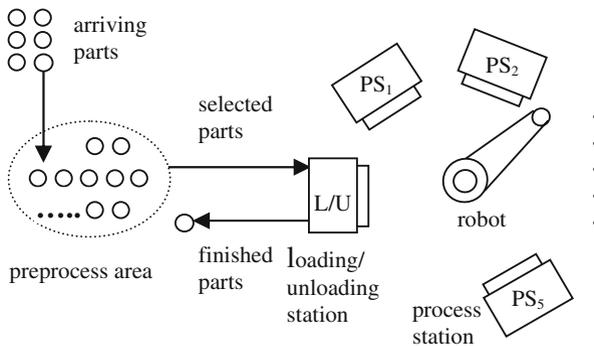 arriving
parts
selected
parts
PS₁
PS₂
L/U
robot
finished
parts
preprocess area
loading/
unloading
station
process
station
PS₅